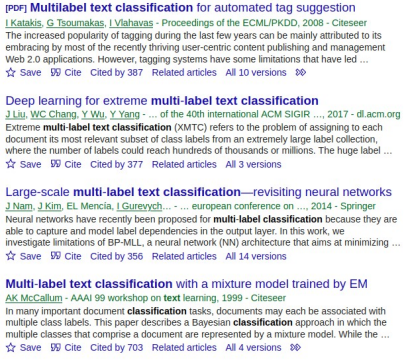 [PDF] Multilabel text classification for automated tag suggestion
I Katakis, G Tsoumakas, I Vlahavas - Proceedings of the ECML/PKDD, 2008 - Citeseer
The increased popularity of tagging during the last few years can be mainly attributed to its
embracing by most of the recently thriving user-centric content publishing and management
Web 2.0 applications. However, tagging systems have some limitations that have led …
Save Cite Cited by 387 Related articles All 10 versions
Deep learning for extreme multi-label text classification
J Liu, WC Chang, Y Wu, Y Yang - … of the 40th international ACM SIGIR …, 2017 - dl.acm.org
Extreme multi-label text classification (XMTC) refers to the problem of assigning to each
document its most relevant subset of class labels from an extremely large label collection,
where the number of labels could reach hundreds of thousands or millions. The huge label …
Save Cite Cited by 377 Related articles All 3 versions
Large-scale multi-label text classification—revisiting neural networks
J Nam, J Kim, EL Mencía, I Gurevych… - … european conference on …, 2014 - Springer
Neural networks have recently been proposed for multi-label classification because they are
able to capture and model label dependencies in the output layer. In this work, we
investigate limitations of BP-MLL, a neural network (NN) architecture that aims at minimizing …
Save Cite Cited by 356 Related articles All 14 versions
Multi-label text classification with a mixture model trained by EM
AK McCallum - AAAI 99 workshop on text learning, 1999 - Citeseer
In many important document classification tasks, documents may each be associated with
multiple class labels. This paper describes a Bayesian classification approach in which the
multiple classes that comprise a document are represented by a mixture model. While the …
Save Cite Cited by 703 Related articles All 4 versions